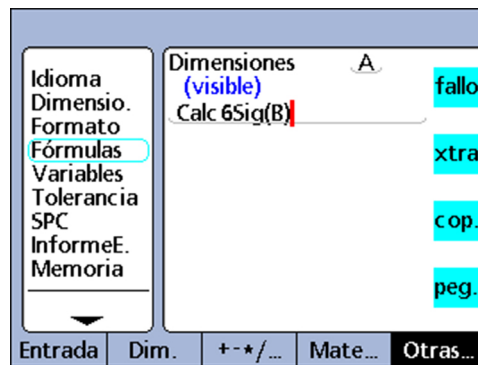 Idioma
Dimensio.
Formato
Fórmulas
Variables
Tolerancia
SPC
InformeE.
Memoria
Dimensiones A
(visible)
Calc 6Sig(B)
fallo
xtra
cop.
peg.
Entrada Dim. +-*/... Mate... Otras...